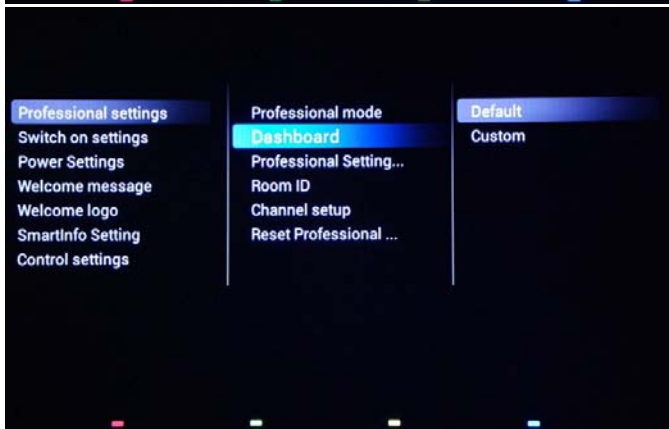 Professional settings
Switch on settings
Power Settings
Welcome message
Welcome logo
SmartInfo Setting
Control settings
Professional mode
Dashboard
Professional Setting...
Room ID
Channel setup
Reset Professional ...
Default
Custom